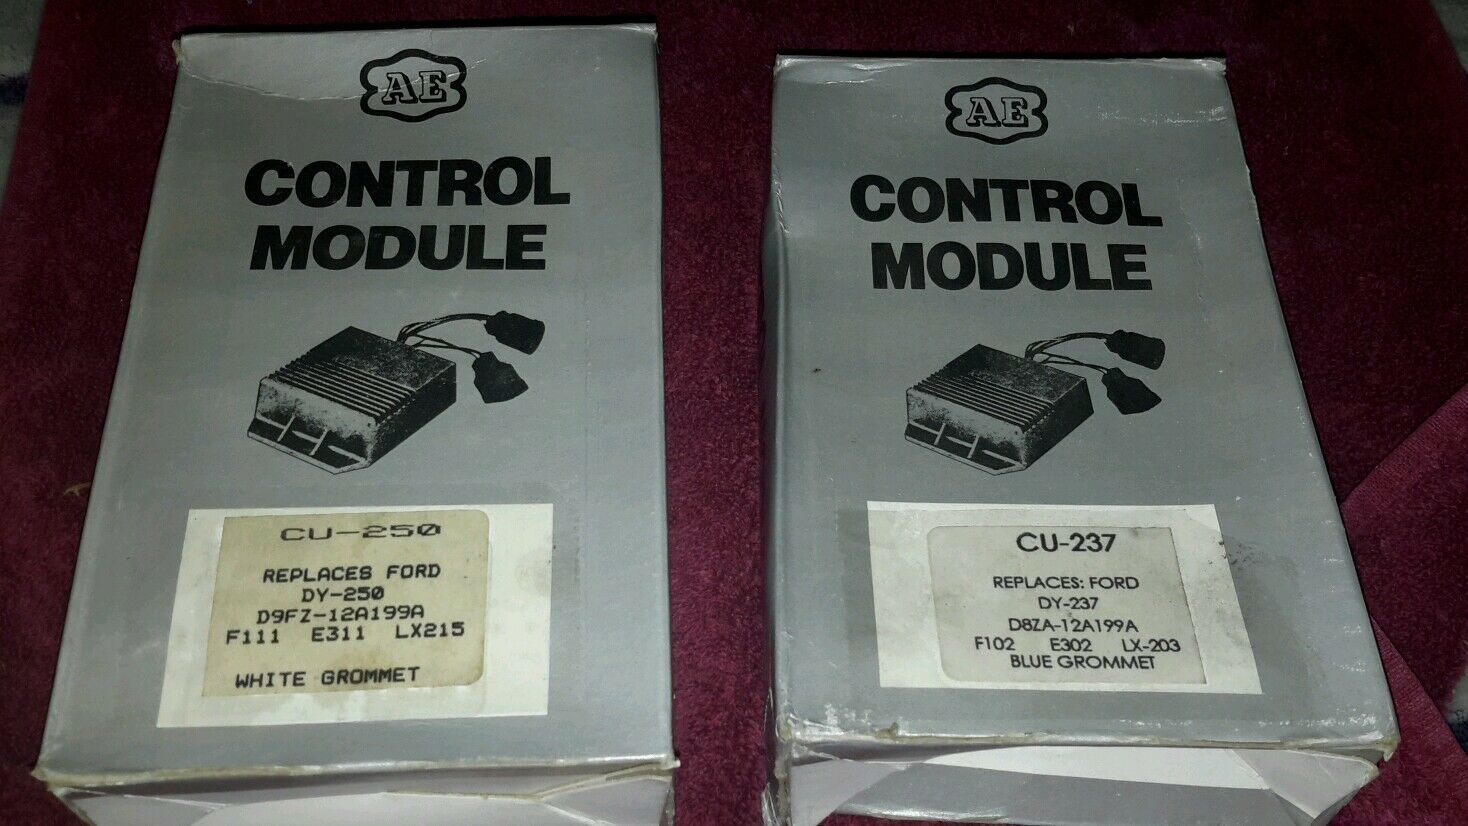 AE
CONTROL
MODULE
CU-250
REPLACES FORD
DY-250
D9FZ-12A199A
F111 E311 LX215
WHITE GROMMET
AE
CONTROL
MODULE
CU-237
REPLACES: FORD
DY-237
D8ZA-12A199A
F102 E302 LX-203
BLUE GROMMET